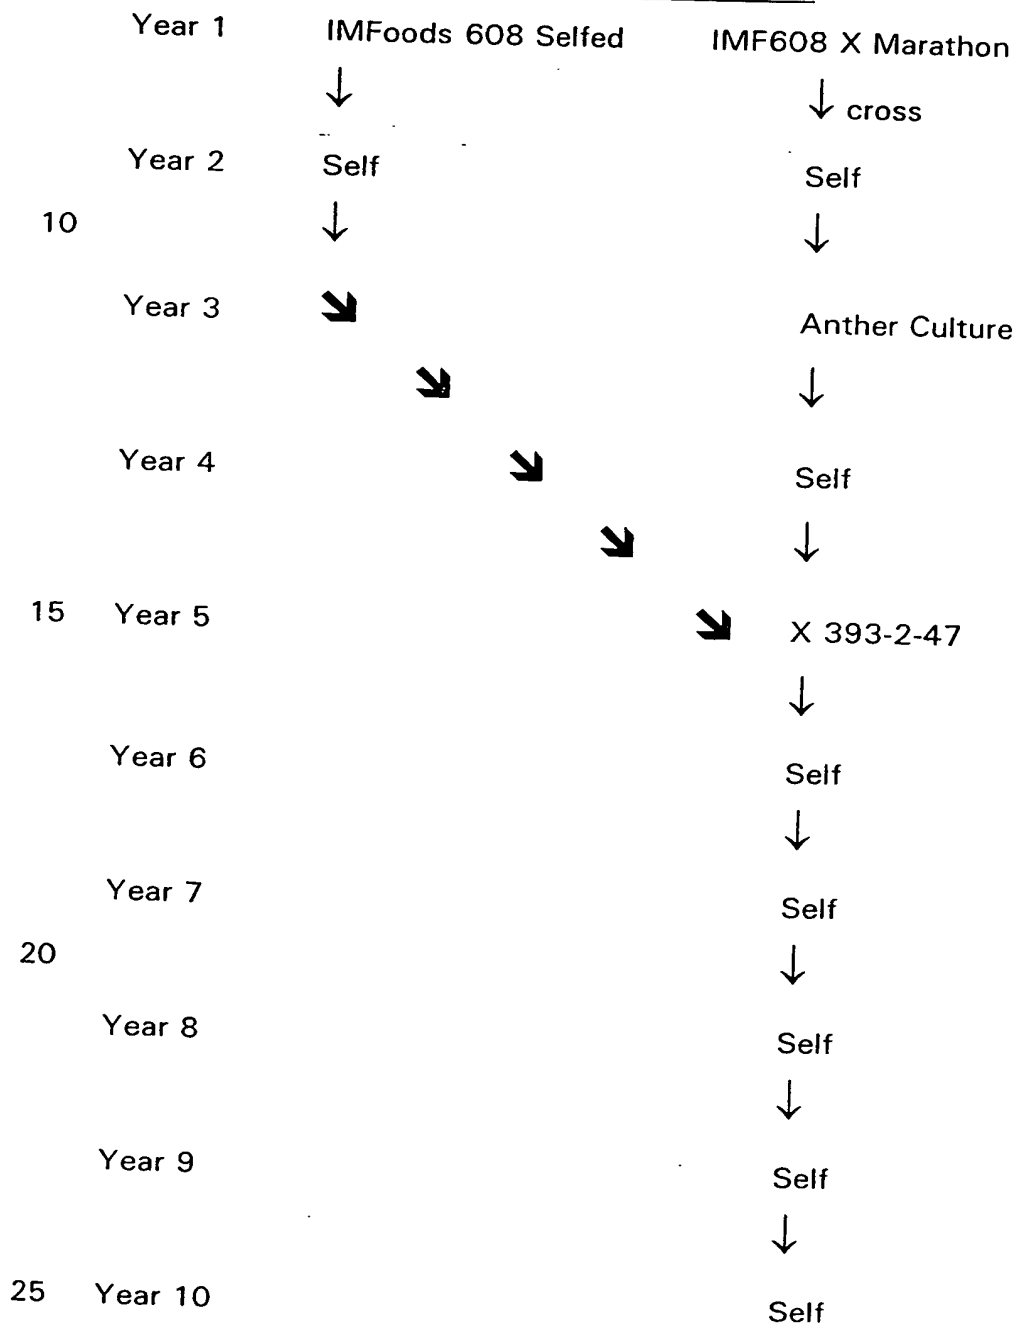 Year 1 IMFoods 608 Selfed IMF608 X Marathon
↓ ↓ cross
Year 2 Self Self
10 ↓ ↓
Year 3 Anther Culture
↓
Year 4 Self
↓
15 Year 5 X 393-2-47
↓
Year 6 Self
↓
Year 7 Self
20 ↓
Year 8 Self
↓
Year 9 Self
↓
25 Year 10 Self